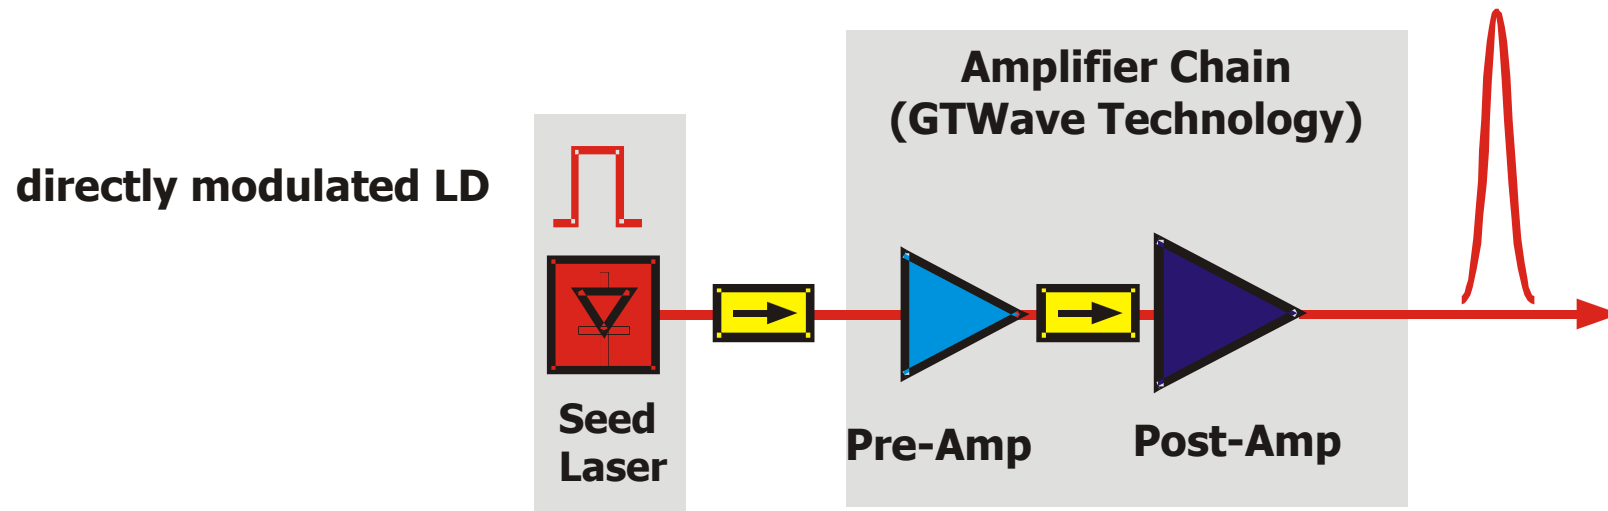 Amplifier Chain
(GTWave Technology)
directly modulated LD
Seed
Laser
Pre-Amp
Post-Amp